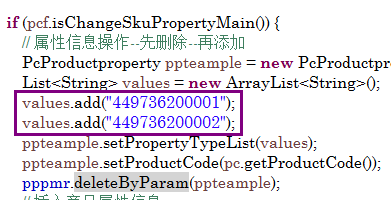 if (pcf.isChangeSkuPropertyMain()) {
// 属性信息操作--先删除--再添加
PcProductproperty ppteample = new PcProductpro
List<String> values = new ArrayList<String>();
values.add("449736200001");
values.add("449736200002");
ppteample.setPropertyTypeList(values);
ppteample.setProductCode(pc.getProductCode());
pppmr.deleteByParam(ppteample);
//插入产品属性信息